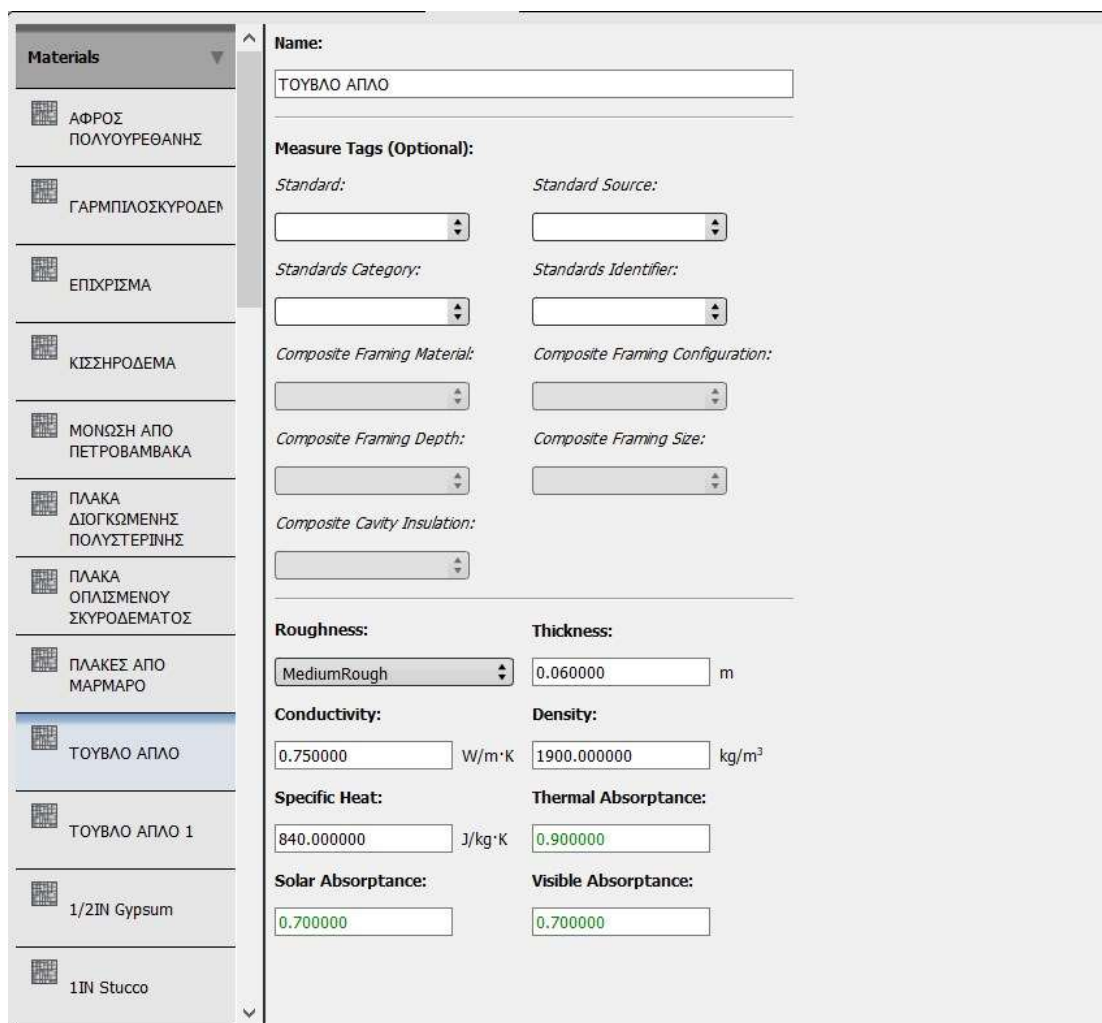 Materials
ΑΦΡΟΣ
ΠΟΛΥΟΥΡΕΘΑΝΗΣ
ΓΑΡΜΠΙΛΟΣΚΥΡΟΔΕΜ
ΕΠΙΧΡΙΣΜΑ
ΚΙΣΣΗΡΟΔΕΜΑ
ΜΟΝΩΣΗ ΑΠΟ
ΠΕΤΡΟΒΑΜΒΑΚΑ
ΠΛΑΚΑ
ΔΙΟΓΚΩΜΕΝΗΣ
ΠΟΛΥΣΤΕΡΙΝΗΣ
ΠΛΑΚΑ
ΟΠΛΙΣΜΕΝΟΥ
ΣΚΥΡΟΔΕΜΑΤΟΣ
ΠΛΑΚΕΣ ΑΠΟ
ΜΑΡΜΑΡΟ
ΤΟΥΒΛΟ ΑΠΛΟ
ΤΟΥΒΛΟ ΑΠΛΟ 1
1/2IN Gypsum
1IN Stucco
Name:
ΤΟΥΒΛΟ ΑΠΛΟ
Measure Tags (Optional):
Standard: Standard Source:
Standards Category: Standards Identifier:
Composite Framing Material: Composite Framing Configuration:
Composite Framing Depth: Composite Framing Size:
Composite Cavity Insulation:
Roughness: Thickness:
MediumRough 0.060000 m
Conductivity: Density:
0.750000 W/m·K 1900.000000 kg/m³
Specific Heat: Thermal Absorptance:
840.000000 J/kg·K 0.900000
Solar Absorptance: Visible Absorptance:
0.700000 0.700000